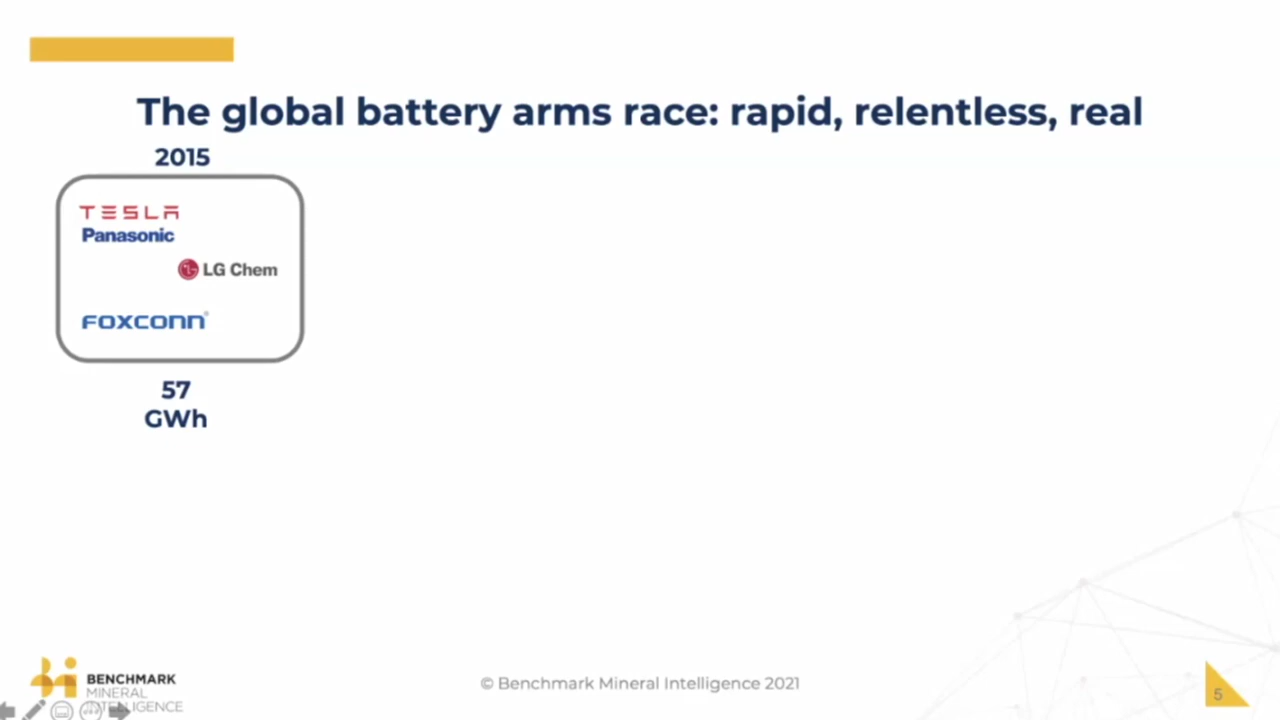 The global battery arms race: rapid, relentless, real
2015
TESLA
Panasonic
LG Chem
FOXCONN®
57
GWh
BENCHMARK
MINERAL
INTELLIGENCE
© Benchmark Mineral Intelligence 2021
5